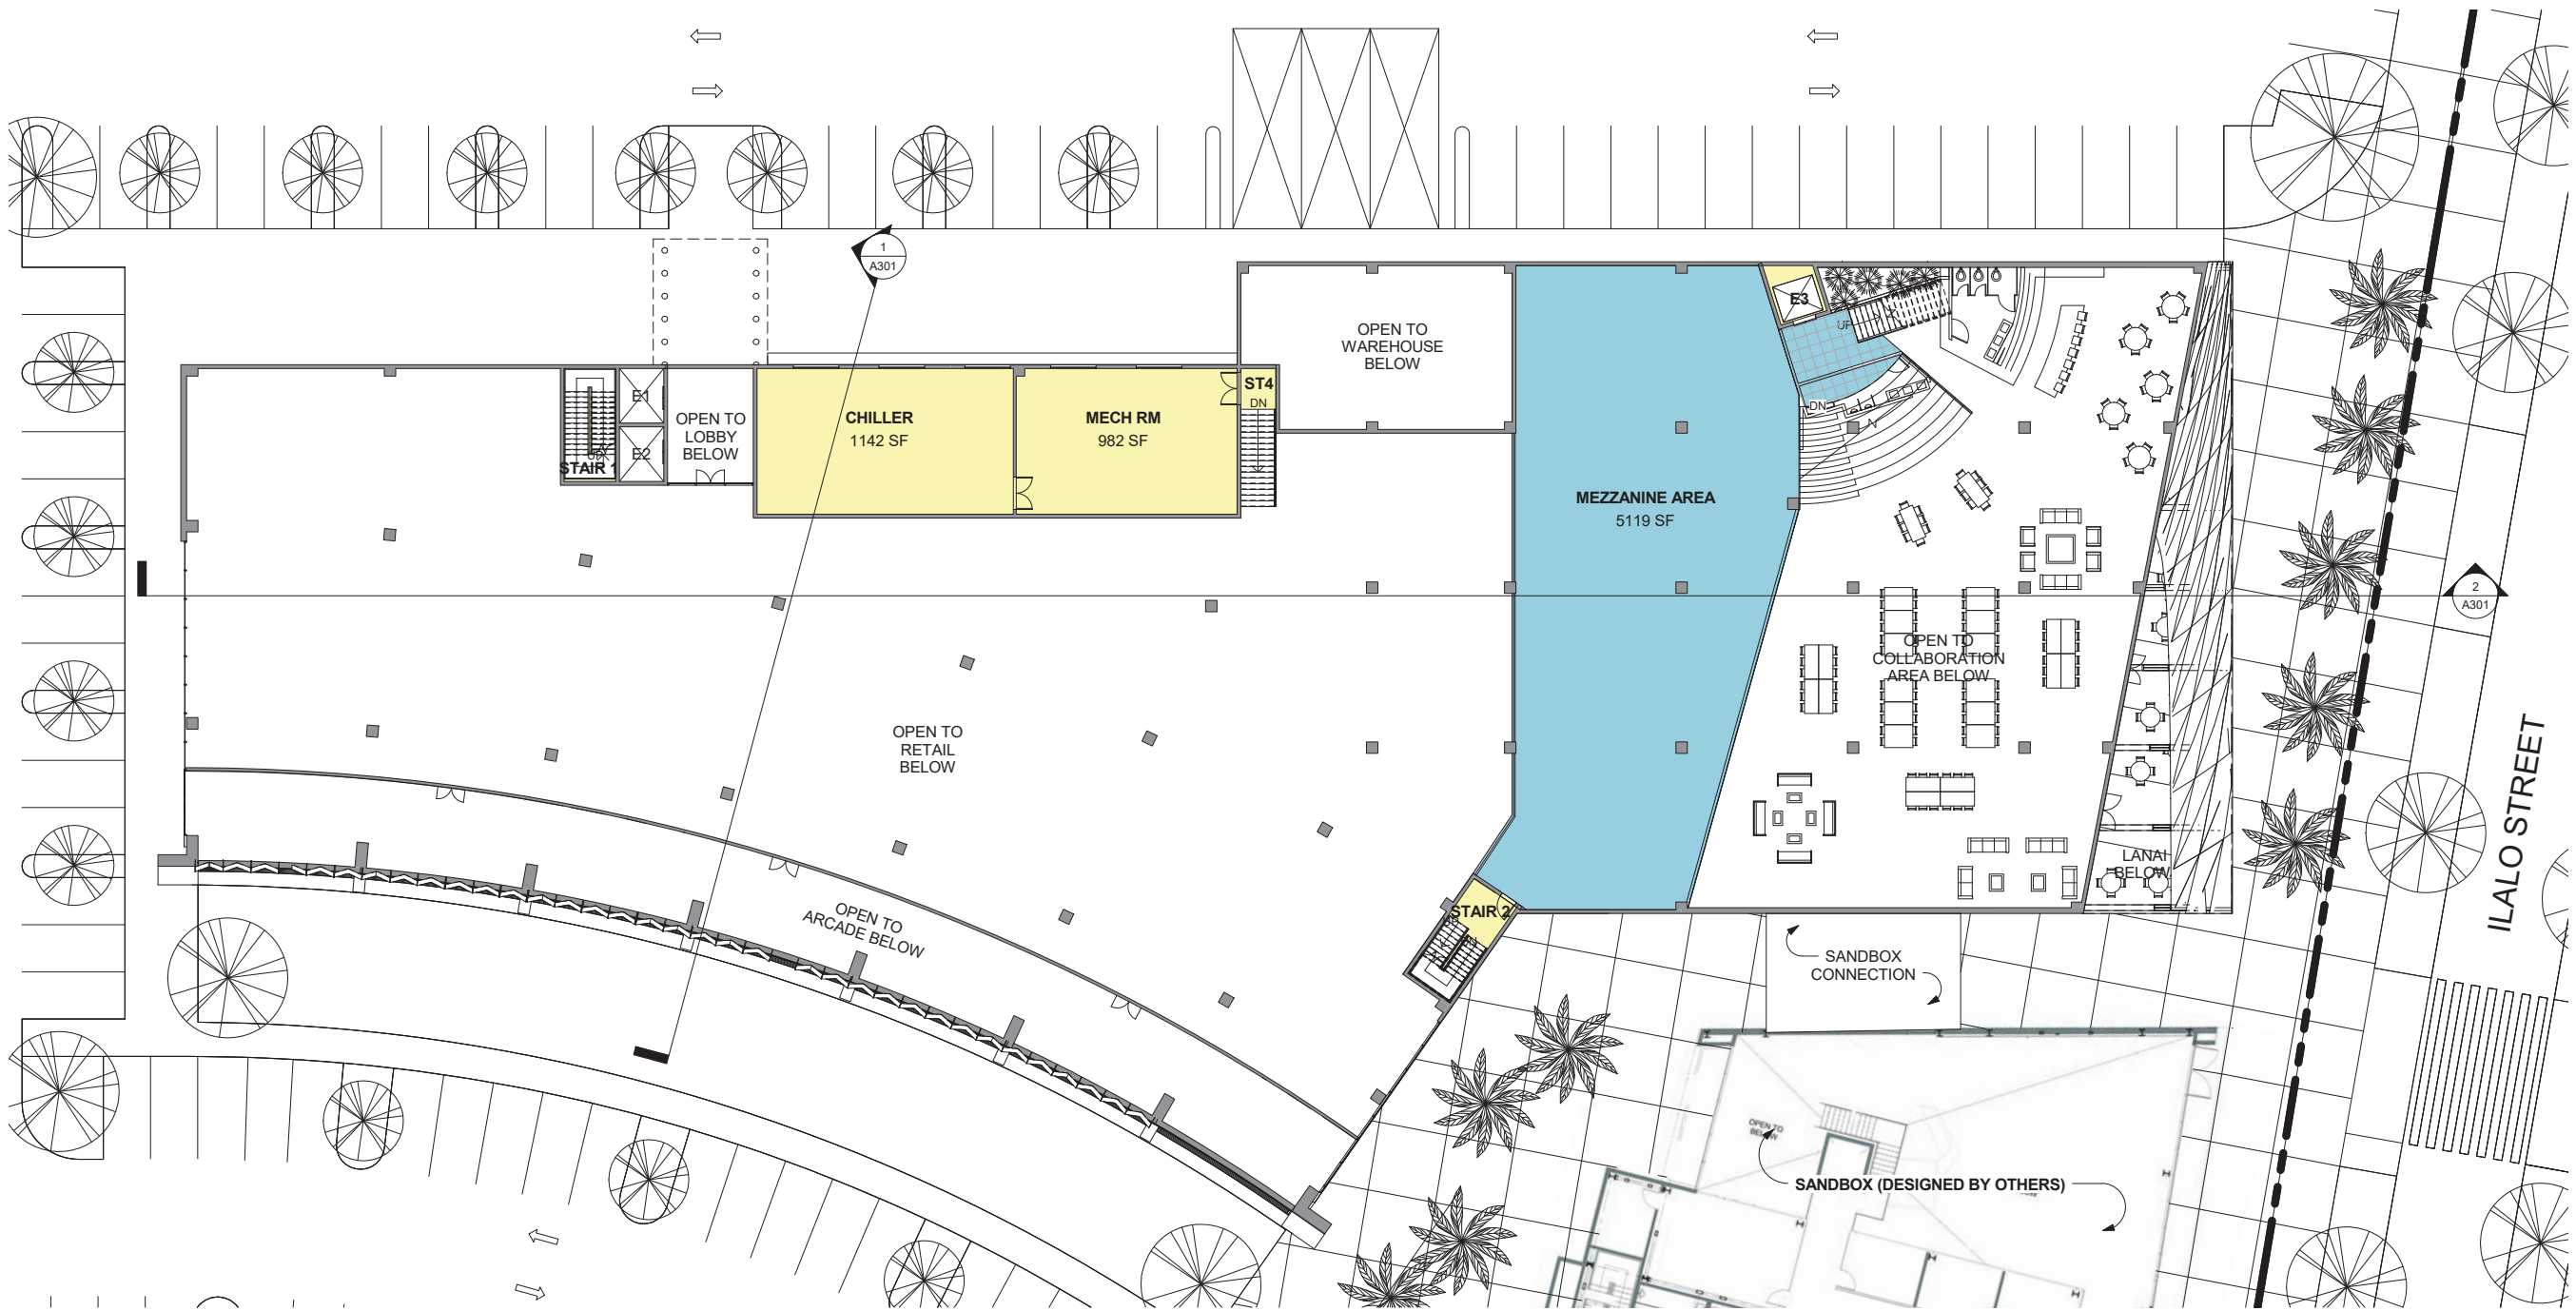 1
A301
E3
UP
OPEN TO
WAREHOUSE
BELOW
ST4
DN
E1
OPEN TO
LOBBY
BELOW
CHILLER
1142 SF
MECH RM
982 SF
DN
E2
STAIR 1
MEZZANINE AREA
5119 SF
2
A301
OPEN TO
COLLABORATION
AREA BELOW
OPEN TO
RETAIL
BELOW
ILALO STREET
LANAI
BELOW
OPEN TO
ARCADE BELOW
STAIR 2
SANDBOX
CONNECTION
OPEN TO
BELOW
SANDBOX (DESIGNED BY OTHERS)